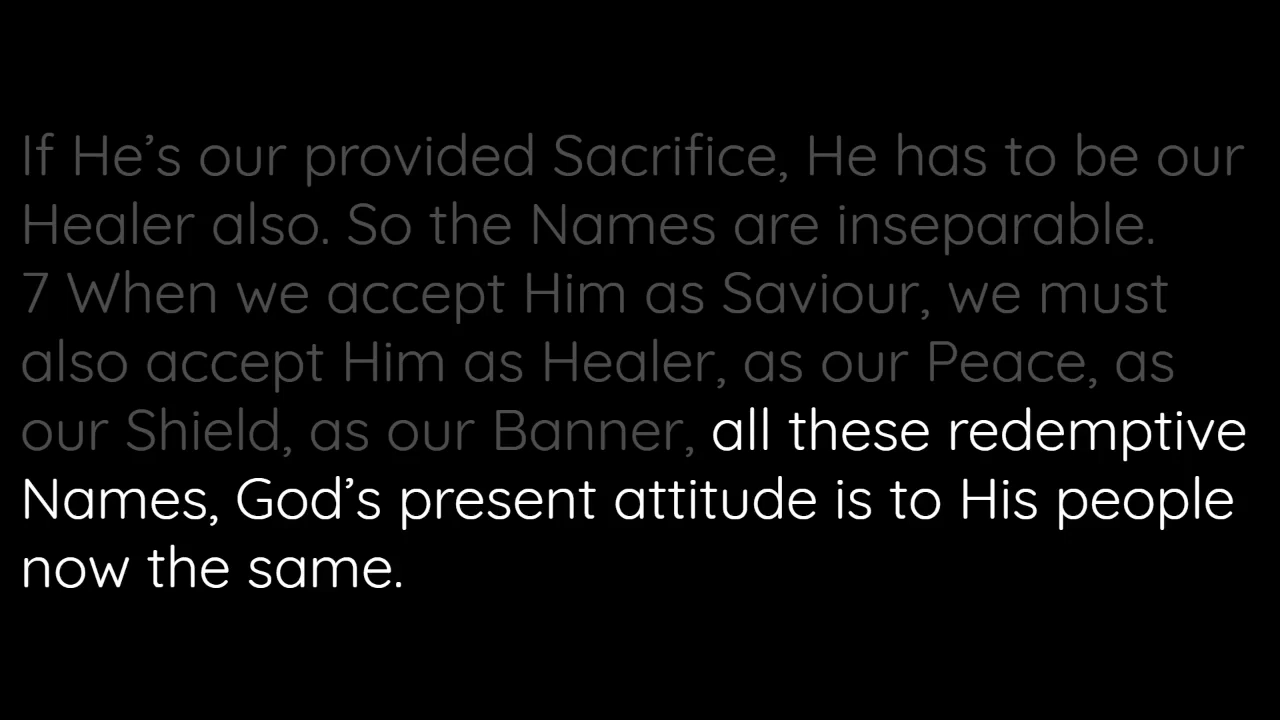 If He’s our provided Sacrifice, He has to be our
Healer also. So the Names are inseparable.
7 When we accept Him as Saviour, we must
also accept Him as Healer, as our Peace, as
our Shield, as our Banner, all these redemptive
Names, God’s present attitude is to His people
now the same.